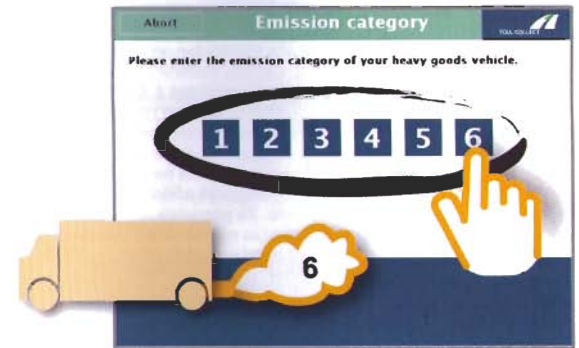 Abort
Emission category
TOLL COLLECT
Please enter the emission category of your heavy goods vehicle.
1 2 3 4 5 6
6